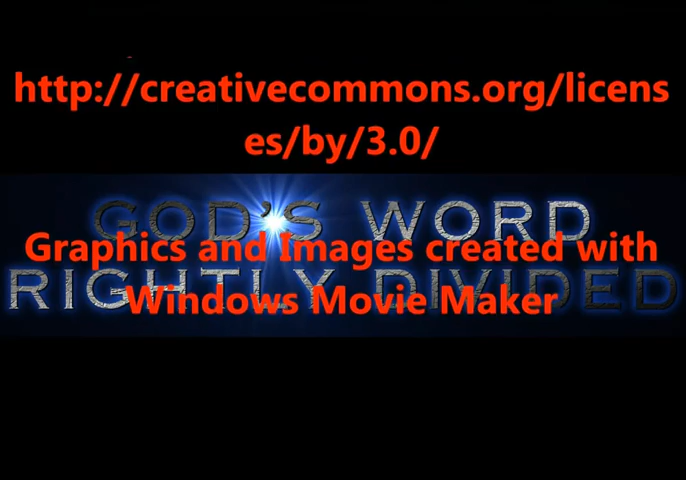 http://creativecommons.org/licens
es/by/3.0/
GOD'S WORD
Graphics and Images created with
RIGHTLY DIVIDED
Windows Movie Maker